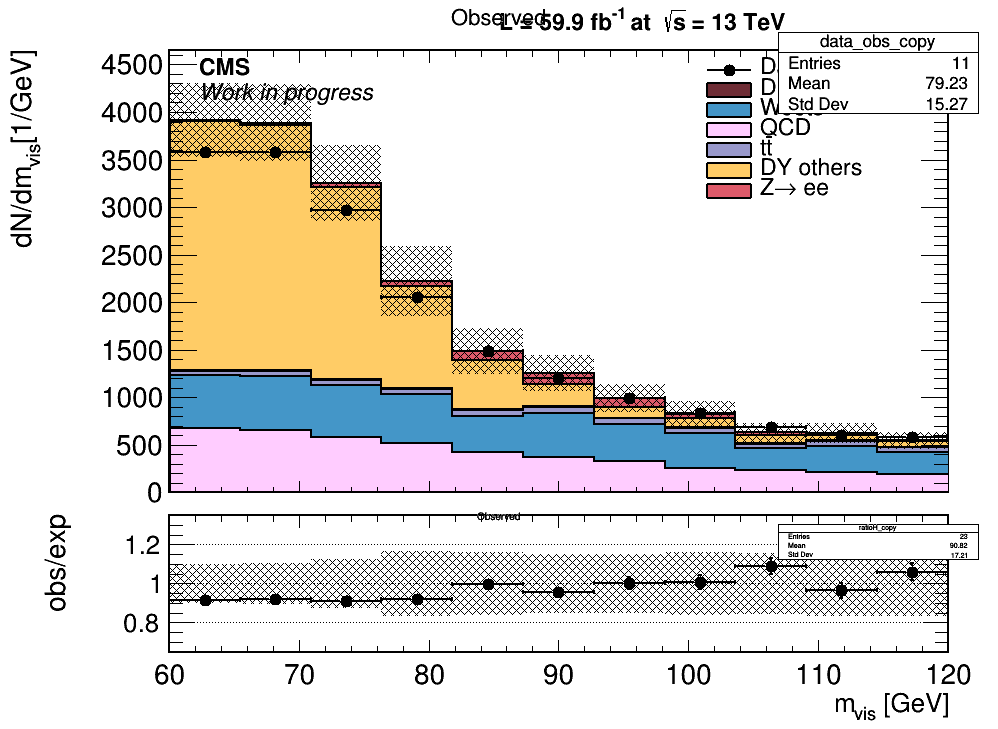 Observed
L = 59.9 fb-1 at √s = 13 TeV
data_obs_copy
Entries 11
Mean 79.23
Std Dev 15.27
CMS
Work in progress
QCD
tt̄
DY others
Z→ ee
dN/dmvis[1/GeV]
4500
4000
3500
3000
2500
2000
1500
1000
500
0
Observed
ratioH_copy
Entries 23
Mean 90.82
Std Dev 17.21
obs/exp
1.2
1
0.8
60 70 80 90 100 110 120
mvis [GeV]